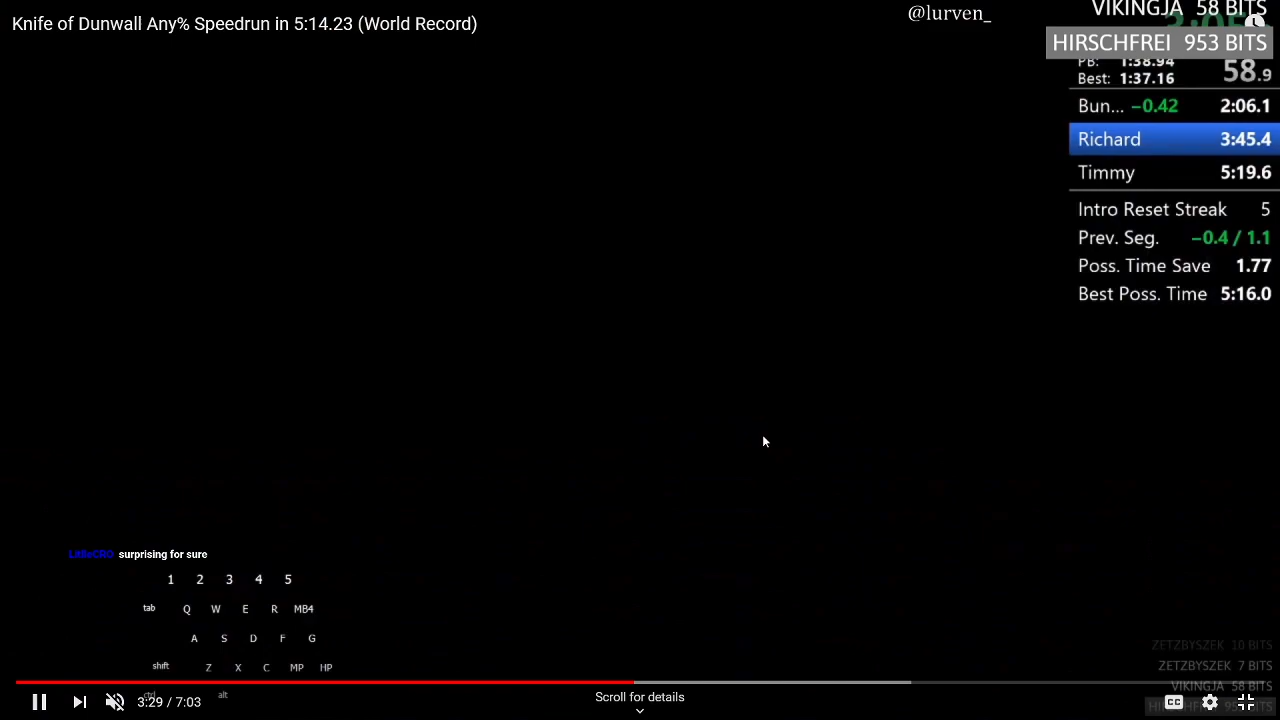 Knife of Dunwall Any% Speedrun in 5:14.23 (World Record)
@lurven_
VIKINGJA 58 BITS
HIRSCHFREI 953 BITS
PB: 1:38.94
Best: 1:37.16
58.9
Bun... −0.42 2:06.1
Richard 3:45.4
Timmy 5:19.6
Intro Reset Streak 5
Prev. Seg. −0.4 / 1.1
Poss. Time Save 1.77
Best Poss. Time 5:16.0
LittleCRO surprising for sure
1 2 3 4 5
tab Q W E R MB4
A S D F G
shift Z X C MP HP
ctrl alt
ZETZBYSZEK 10 BITS
ZETZBYSZEK 7 BITS
VIKINGJA 58 BITS
3:29 / 7:03
Scroll for details
CC